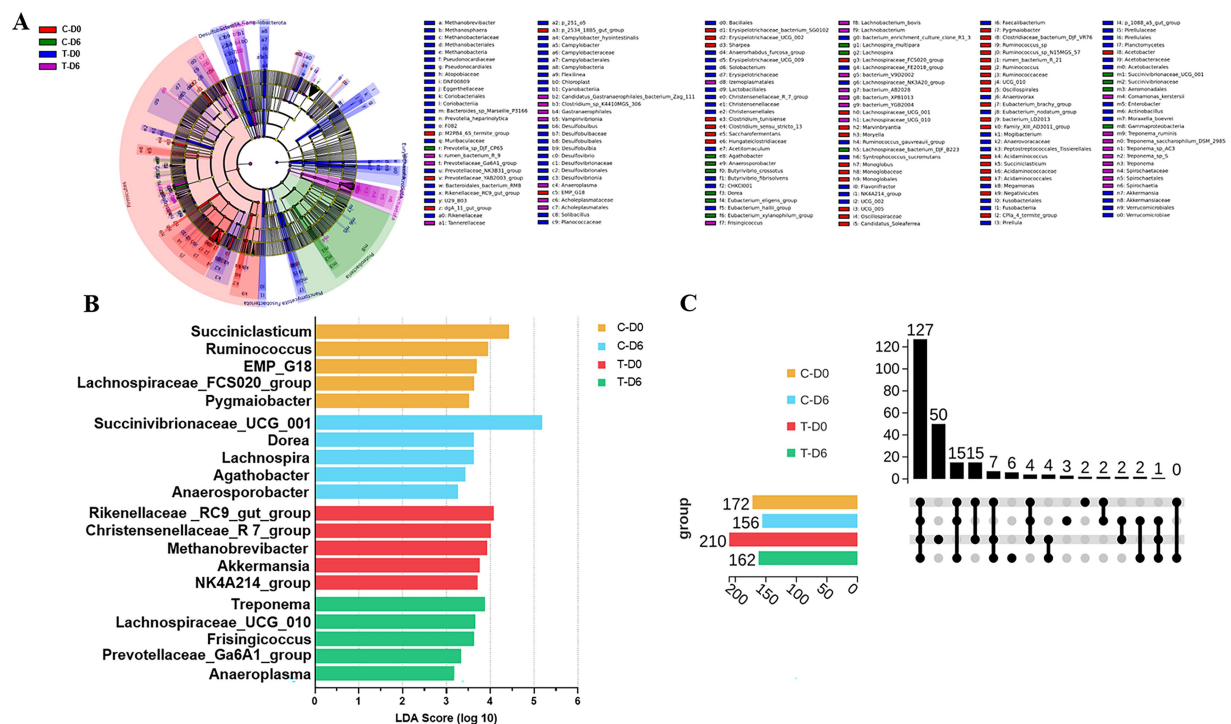 A
C-D0
C-D6
T-D0
T-D6
a: Methanobrevibacter
b: Methanosphaera
c: Methanobacteriaceae
d: Methanobacteriales
e: Methanobacteria
f: Pseudonocardiaceae
g: Pseudonocardiales
h: Atopobiaceae
i: DNF00809
j: Eggerthellaceae
k: Coriobacteriales
l: Coriobacteriia
m: Bacteroides_sp_Marseille_P3166
n: Prevotella_heparinolytica
o: F082
p: M2PB4_65_termite_group
q: Muribaculaceae
r: Prevotella_sp_DJF_CP65
s: rumen_bacterium_R_9
t: Prevotellaceae_Ga6A1_group
u: Prevotellaceae_NK3B31_group
v: Prevotellaceae_YAB2003_group
w: Bacteroidales_bacterium_RMB
x: Rikenellaceae_RC9_gut_group
y: U29_B03
z: dgA_11_gut_group
a0: Rikenellaceae
a1: Tannerellaceae
a2: p_251_o5
a3: p_2534_18B5_gut_group
a4: Campylobacter_hyointestinalis
a5: Campylobacter
a6: Campylobacteraceae
a7: Campylobacterales
a8: Campylobacteria
a9: Flexilinea
b0: Chloroplast
b1: Cyanobacteriia
b2: Candidatus_Gastranaerophilales_bacterium_Zag_111
b3: Clostridium_sp_K4410MGS_306
b4: Gastranaerophilales
b5: Vampirivibrionia
b6: Desulfobulbus
b7: Desulfobulbaceae
b8: Desulfobulbales
b9: Desulfobulbia
c0: Desulfovibrio
c1: Desulfovibrionaceae
c2: Desulfovibrionales
c3: Desulfovibrionia
c4: Anaeroplasma
c5: EMP_G18
c6: Acholeplasmataceae
c7: Acholeplasmatales
c8: Solibacillus
c9: Planococcaceae
d0: Bacillales
d1: Erysipelotrichaceae_bacterium_SG0102
d2: Erysipelotrichaceae_UCG_002
d3: Sharpea
d4: Anaerorhabdus_furcosa_group
d5: Erysipelotrichaceae_UCG_009
d6: Solobacterium
d7: Erysipelotrichaceae
d8: Izemoplasmatales
d9: Lactobacillales
e0: Christensenellaceae_R_7_group
e1: Christensenellaceae
e2: Christensenellales
e3: Clostridium_tunisiense
e4: Clostridium_sensu_stricto_13
e5: Saccharofermentans
e6: Hungateiclostridiaceae
e7: Acetitomaculum
e8: Agathobacter
e9: Anaerosporobacter
f0: Butyrivibrio_crossotus
f1: Butyrivibrio_fibrisolvens
f2: CHKCI001
f3: Dorea
f4: Eubacterium_eligens_group
f5: Eubacterium_hallii_group
f6: Eubacterium_xylanophilum_group
f7: Frisingicoccus
f8: Lachnobacterium_bovis
f9: Lachnobacterium
g0: bacterium_enrichment_culture_clone_R1_3
g1: Lachnospira_multipara
g2: Lachnospira
g3: Lachnospiraceae_FCS020_group
g4: Lachnospiraceae_FE2018_group
g5: bacterium_V9D2002
g6: Lachnospiraceae_NK3A20_group
g7: bacterium_AB2028
g8: bacterium_XPB1013
g9: bacterium_YGB2004
h0: Lachnospiraceae_UCG_001
h1: Lachnospiraceae_UCG_010
h2: Marvinbryantia
h3: Moryella
h4: Ruminococcus_gauvreauii_group
h5: Lachnospiraceae_bacterium_DJF_B223
h6: Syntrophococcus_sucromutans
h7: Monoglobus
h8: Monoglobaceae
h9: Monoglobales
i0: Flavonifractor
i1: NK4A214_group
i2: UCG_002
i3: UCG_005
i4: Oscillospiraceae
i5: Candidatus_Soleaferrea
i6: Faecalibacterium
i7: Pygmaiobacter
i8: Clostridiaceae_bacterium_DJF_VR76
i9: Ruminococcus_sp
j0: Ruminococcus_sp_N15MGS_57
j1: rumen_bacterium_R_21
j2: Ruminococcus
j3: Ruminococcaceae
j4: UCG_010
j5: Oscillospirales
j6: Anaerovorax
j7: Eubacterium_brachy_group
j8: Eubacterium_nodatum_group
j9: bacterium_LD2013
k0: Family_XIII_AD3011_group
k1: Mogibacterium
k2: Anaerovoracaceae
k3: Peptostreptococcales_Tissierellales
k4: Acidaminococcus
k5: Succiniclasticum
k6: Acidaminococcaceae
k7: Acidaminococcales
k8: Megamonas
k9: Negativicutes
l0: Fusobacteriales
l1: Fusobacteriia
l2: CPla_4_termite_group
l3: Pirellula
l4: p_1088_a5_gut_group
l5: Pirellulaceae
l6: Pirellulales
l7: Planctomycetes
l8: Acetobacter
l9: Acetobacteraceae
m0: Acetobacterales
m1: Succinivibrionaceae_UCG_001
m2: Succinivibrionaceae
m3: Aeromonadales
m4: Comamonas_kerstersii
m5: Enterobacter
m6: Actinobacillus
m7: Moraxella_boevrei
m8: Gammaproteobacteria
m9: Treponema_ruminis
n0: Treponema_saccharophilum_DSM_2985
n1: Treponema_sp_AC3
n2: Treponema_sp_S
n3: Treponema
n4: Spirochaetaceae
n5: Spirochaetales
n6: Spirochaetia
n7: Akkermansia
n8: Akkermansiaceae
n9: Verrucomicrobiales
o0: Verrucomicrobiae
B
Succiniclasticum
Ruminococcus
EMP_G18
Lachnospiraceae_FCS020_group
Pygmaiobacter
Succinivibrionaceae_UCG_001
Dorea
Lachnospira
Agathobacter
Anaerosporobacter
Rikenellaceae _RC9_gut_group
Christensenellaceae_R 7_group
Methanobrevibacter
Akkermansia
NK4A214_group
Treponema
Lachnospiraceae_UCG_010
Frisingicoccus
Prevotellaceae_Ga6A1_group
Anaeroplasma
0 1 2 3 4 5 6
LDA Score (log 10)
C-D0
C-D6
T-D0
T-D6
C
C-D0
C-D6
T-D0
T-D6
127
50
15 15
7 6 4 4 3 2 2 2 2 1 0
120
100
80
60
40
20
0
group
172
156
210
162
200 150 100 50 0